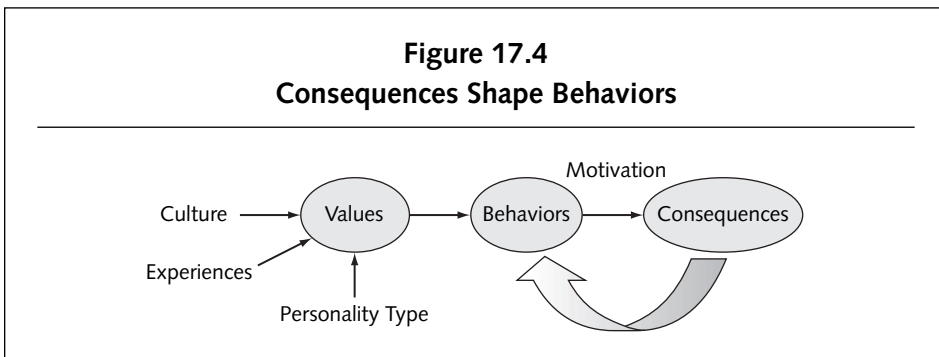 Figure 17.4
Consequences Shape Behaviors
Motivation
Culture
Values
Behaviors
Consequences
Experiences
Personality Type